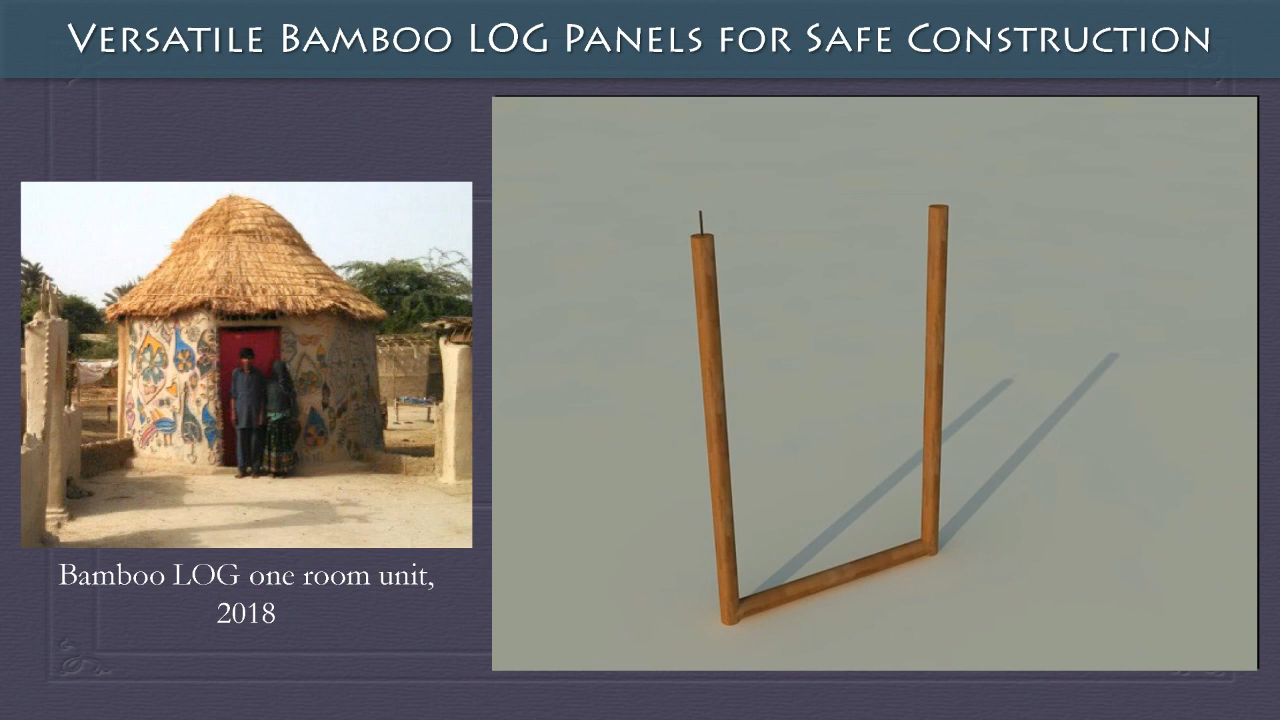 Versatile Bamboo LOG Panels for Safe Construction
Bamboo LOG one room unit,
2018